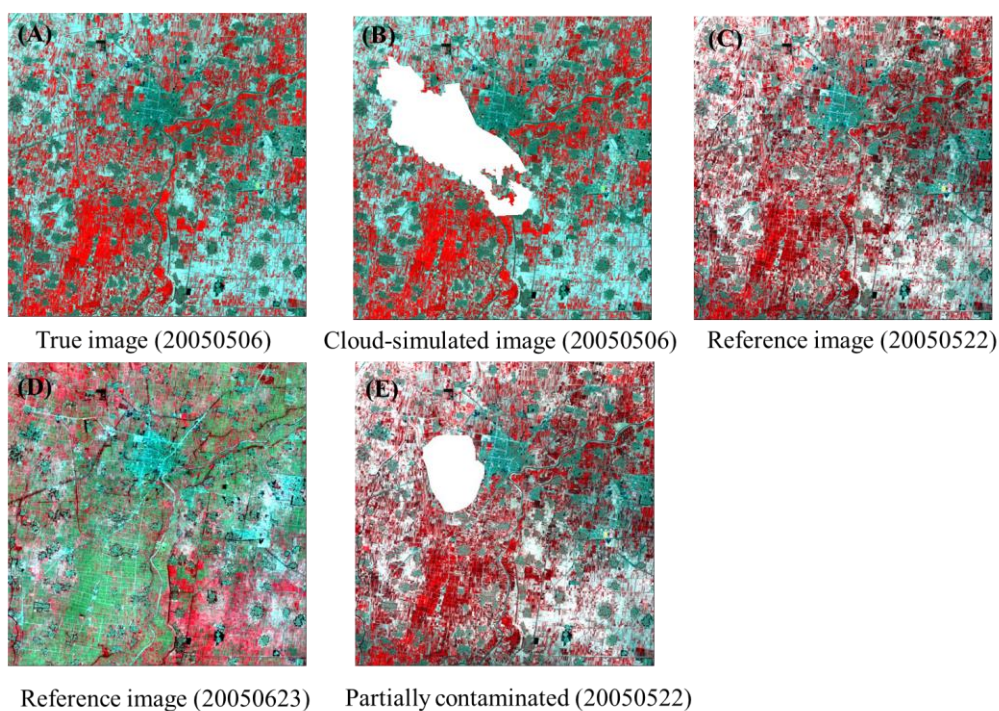 (A)
(B)
(C)
True image (20050506)
Cloud-simulated image (20050506)
Reference image (20050522)
(D)
(E)
Reference image (20050623)
Partially contaminated (20050522)